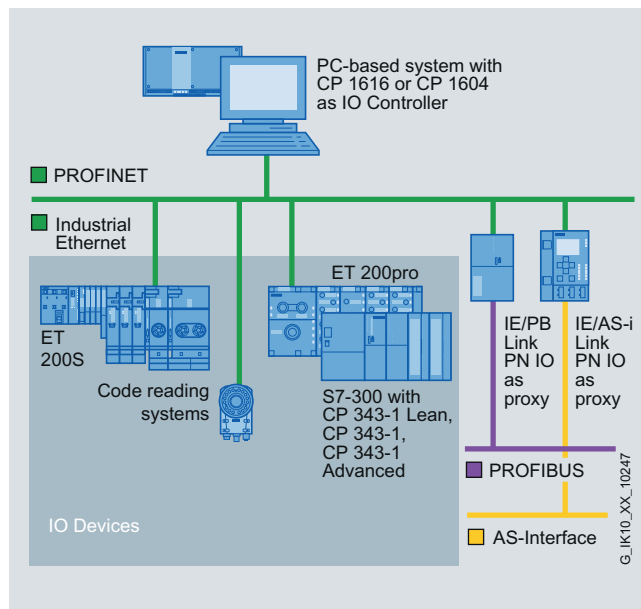 PC-based system with
CP 1616 or CP 1604
as IO Controller
PROFINET
Industrial
Ethernet
ET 200pro
ET
200S
Code reading
systems
S7-300 with
CP 343-1 Lean,
CP 343-1,
CP 343-1
Advanced
IE/PB
Link
PN IO
as
proxy
IE/AS-i
Link
PN IO
as
proxy
PROFIBUS
IO Devices
AS-Interface
G_IK10_XX_10247